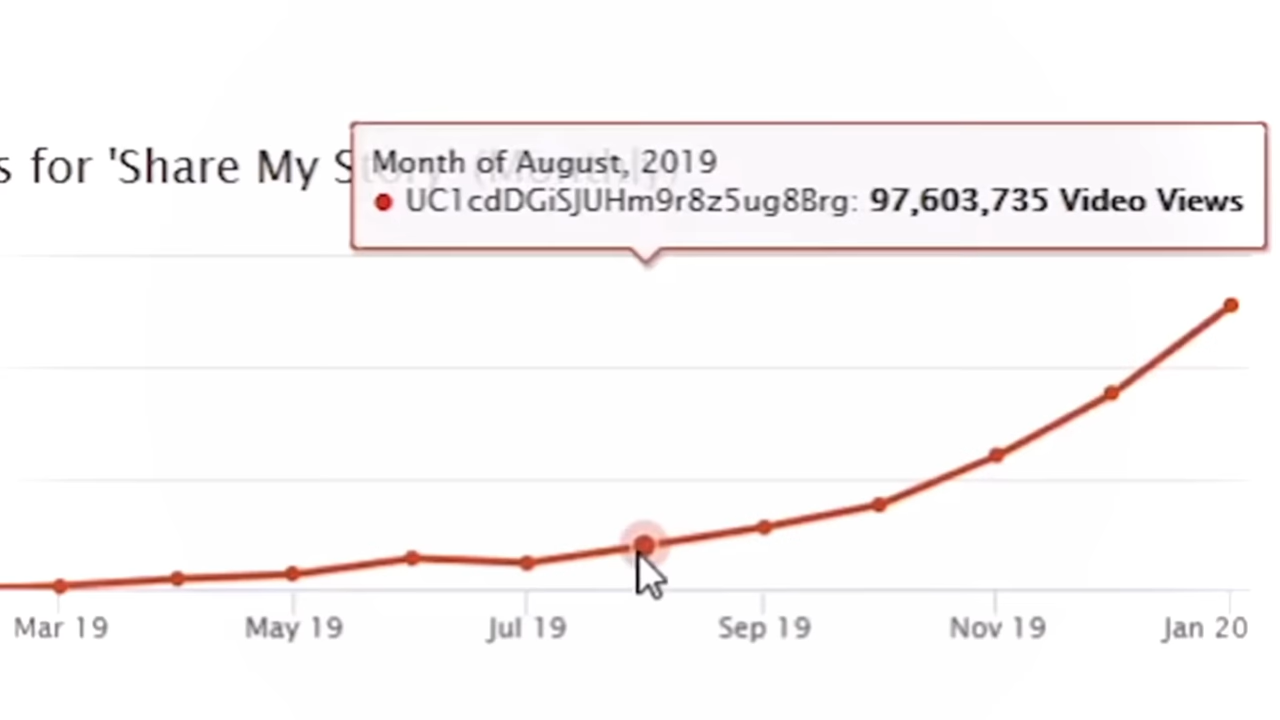 s for 'Share My S
Month of August, 2019
UC1cdDGiSJUHm9r8z5ug8Brg: 97,603,735 Video Views
Mar 19 May 19 Jul 19 Sep 19 Nov 19 Jan 20